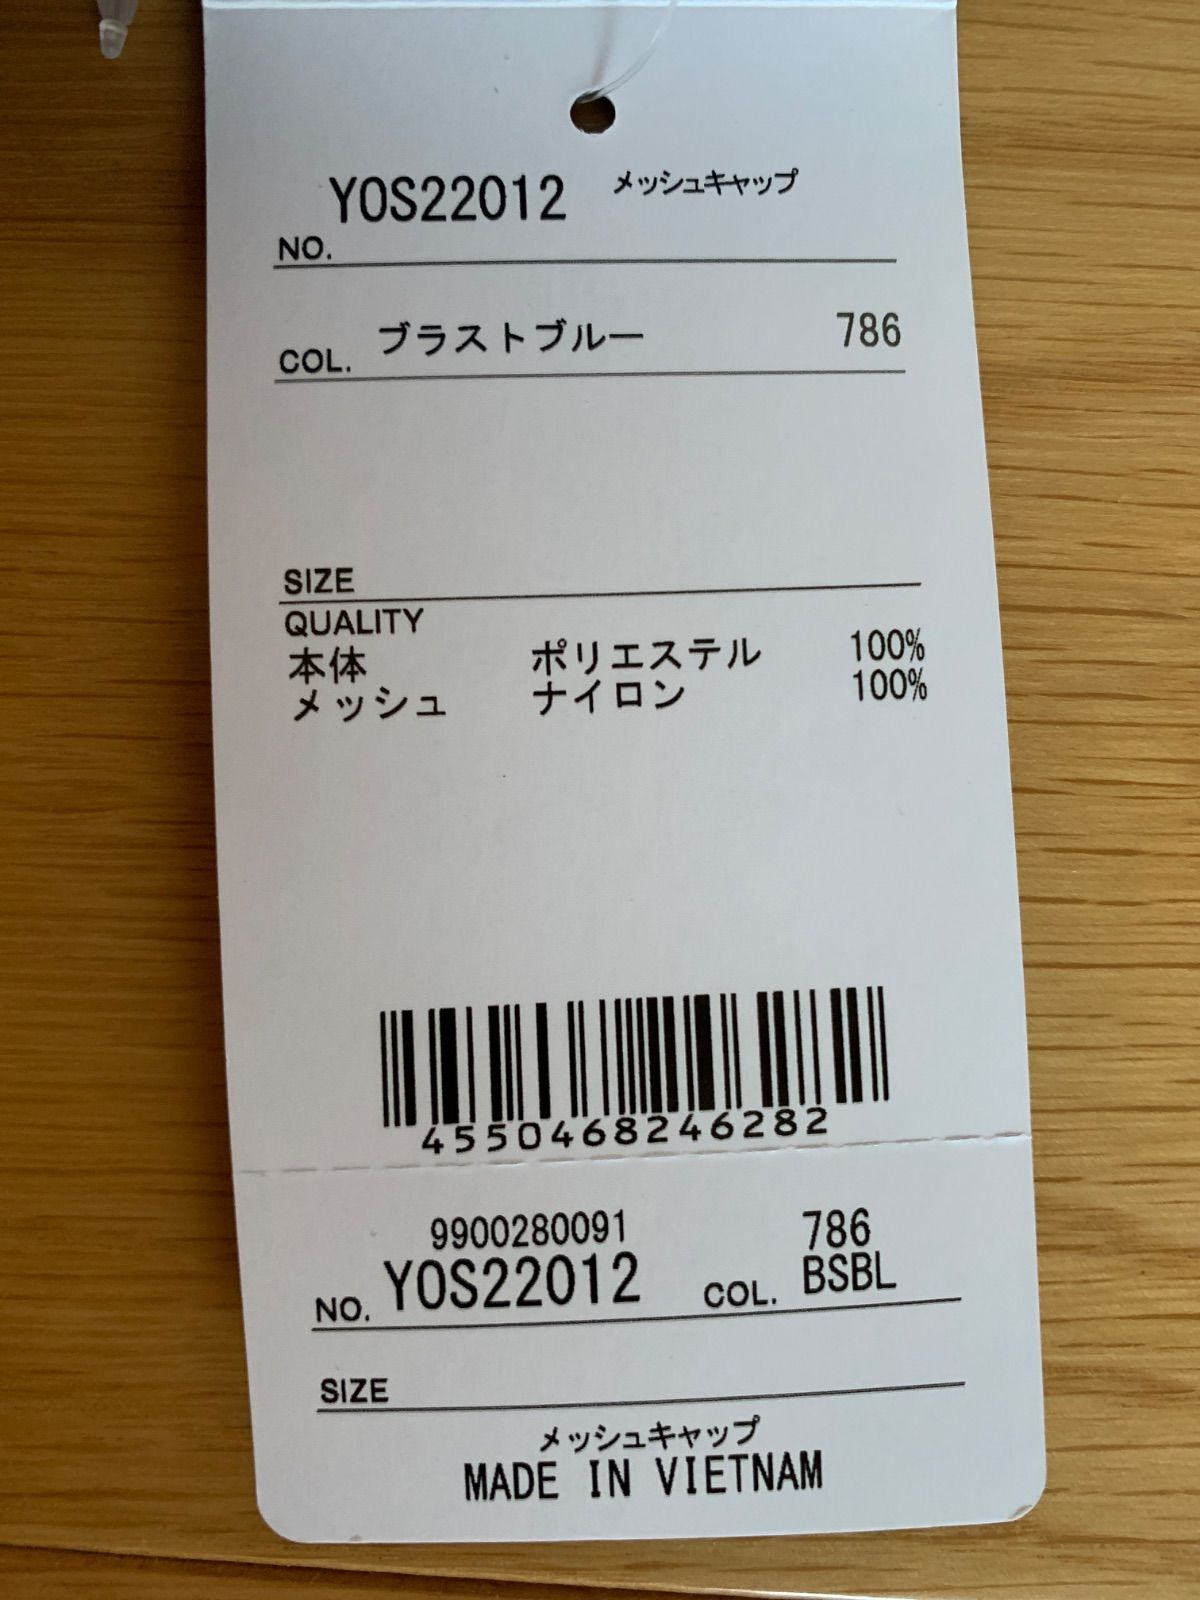 YOS22012 メッシュキャップ
NO.
COL. ブラストブルー 786
SIZE
QUALITY
本体 ポリエステル 100%
メッシュ ナイロン 100%
4550468246282
9900280091 786
NO. YOS22012 COL. BSBL
SIZE
メッシュキャップ
MADE IN VIETNAM